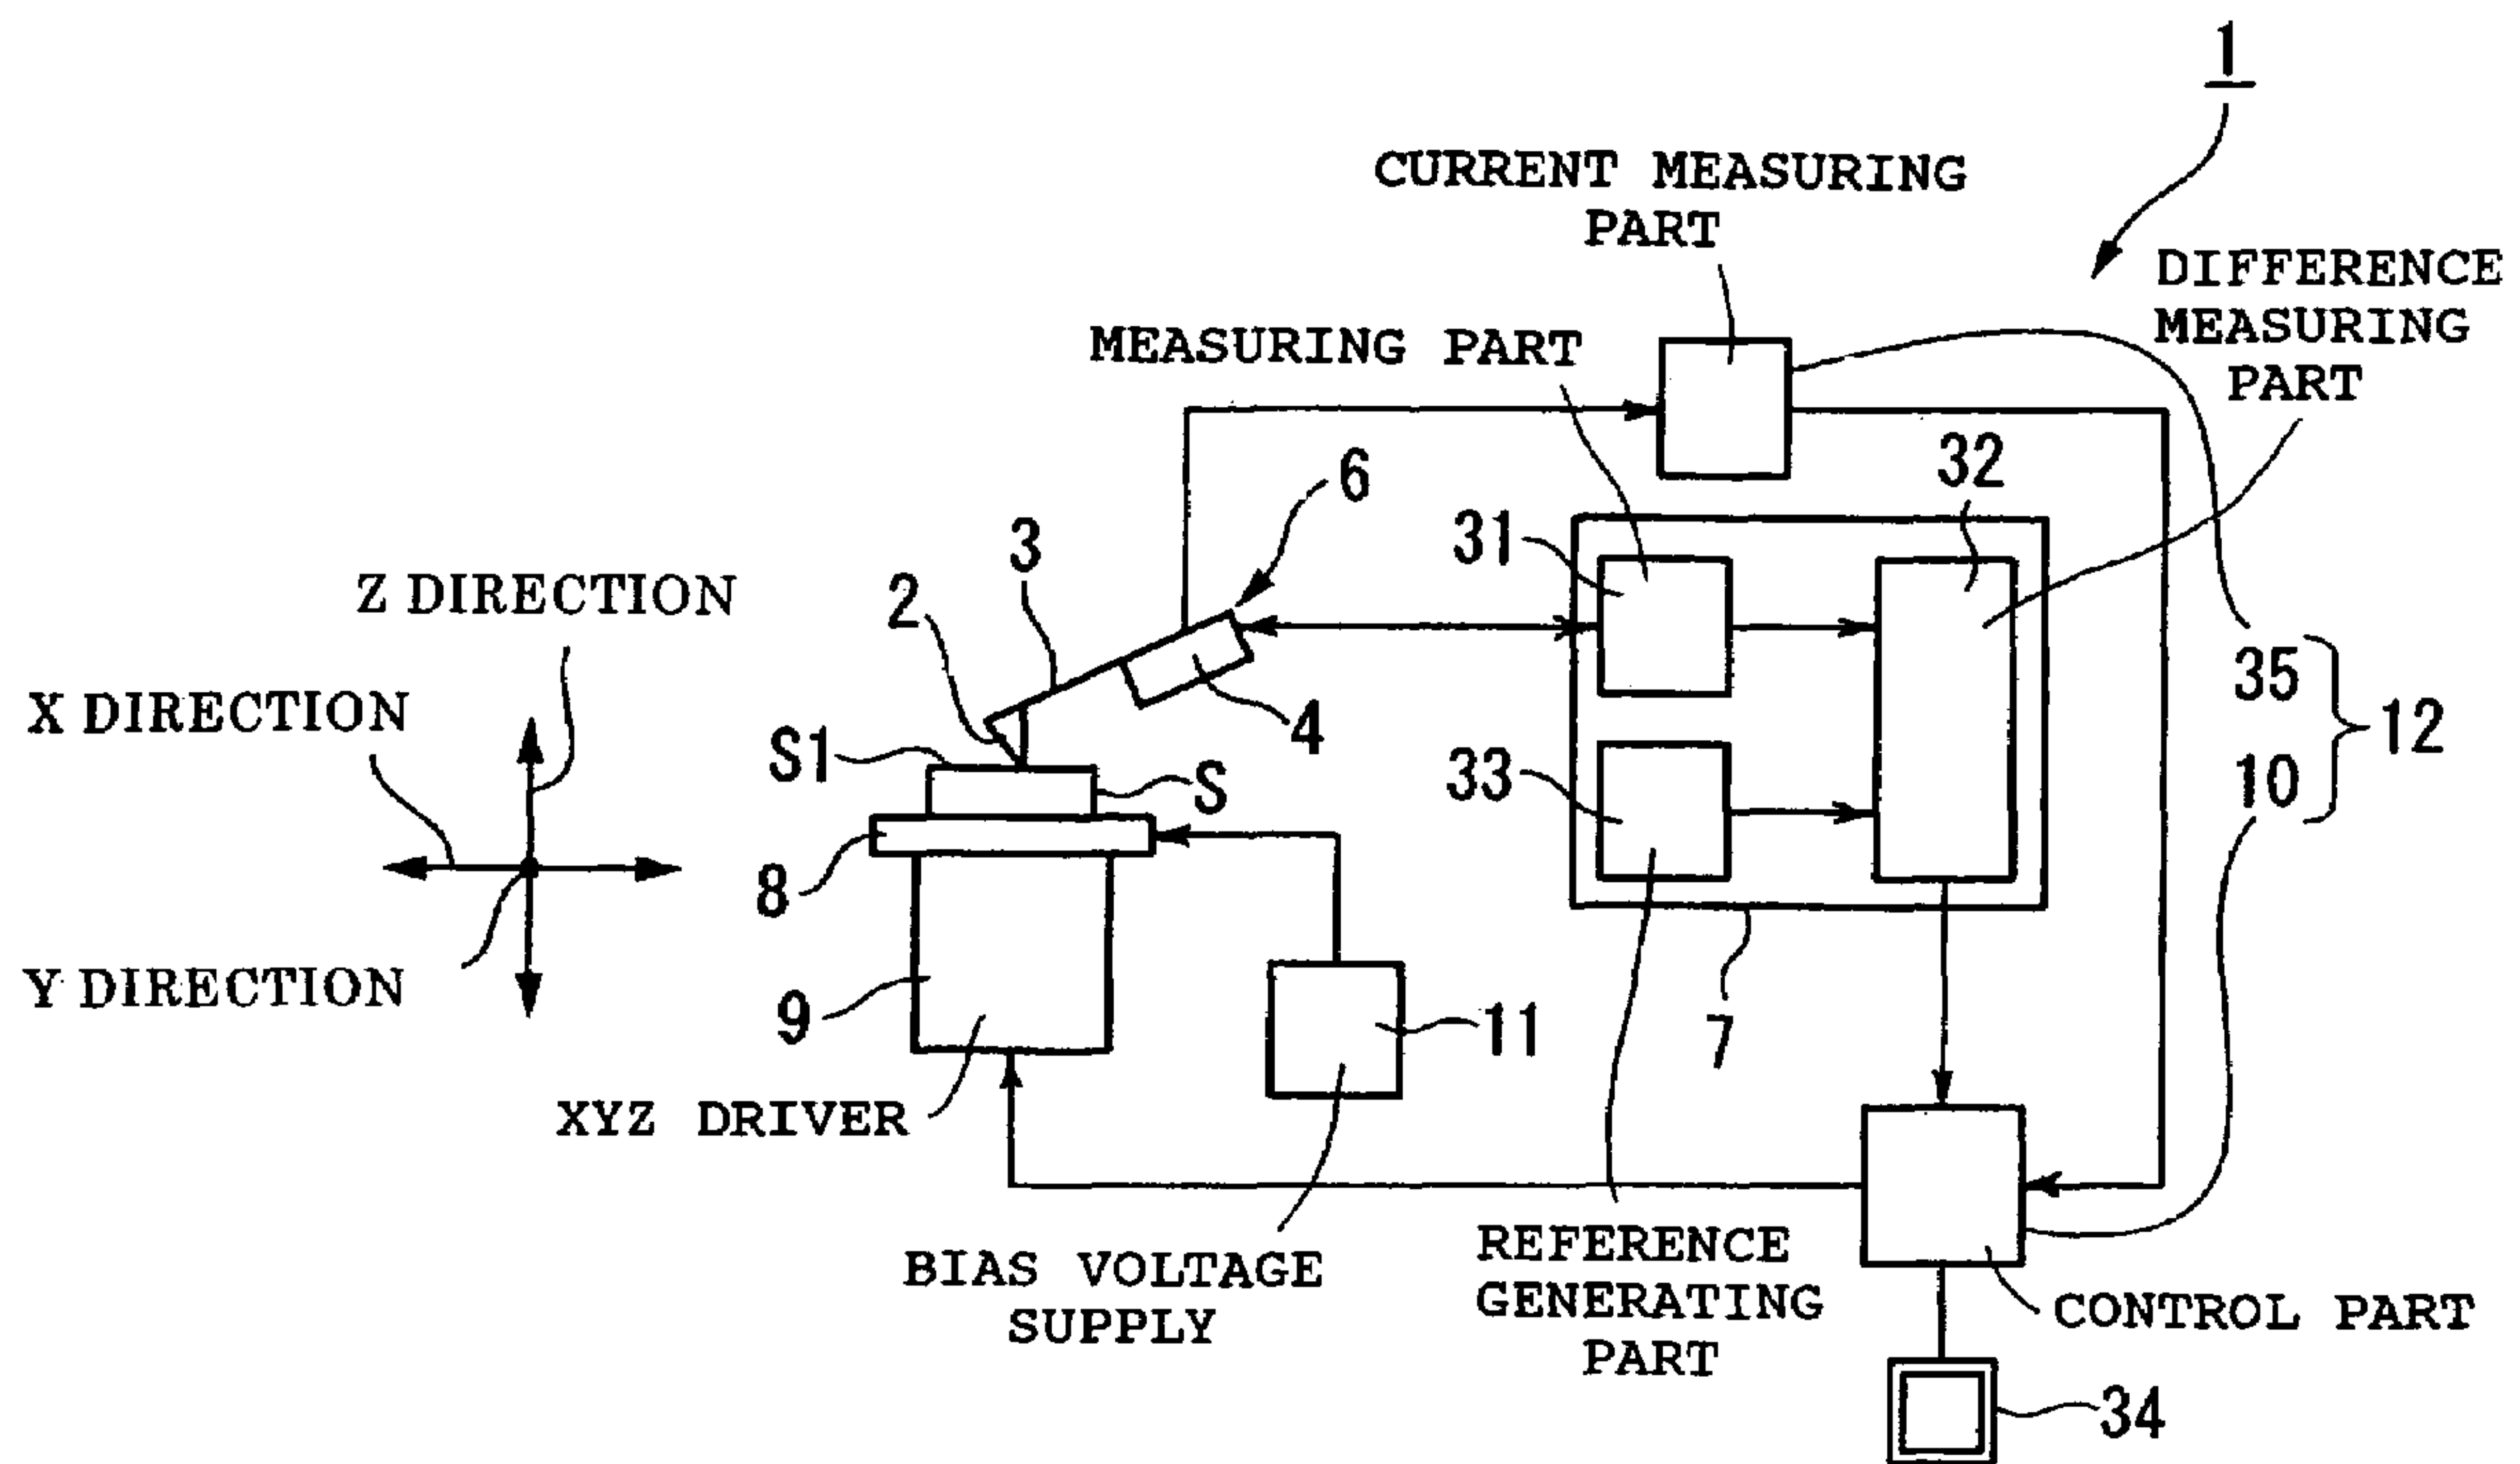 1
CURRENT MEASURING
PART
DIFFERENCE
MEASURING
PART
MEASURING PART
32
6
31
3
2
Z DIRECTION
35
X DIRECTION
4
12
S1
S
33
10
8
Y DIRECTION
9
11
7
XYZ DRIVER
BIAS VOLTAGE
SUPPLY
REFERENCE
GENERATING
PART
CONTROL PART
34